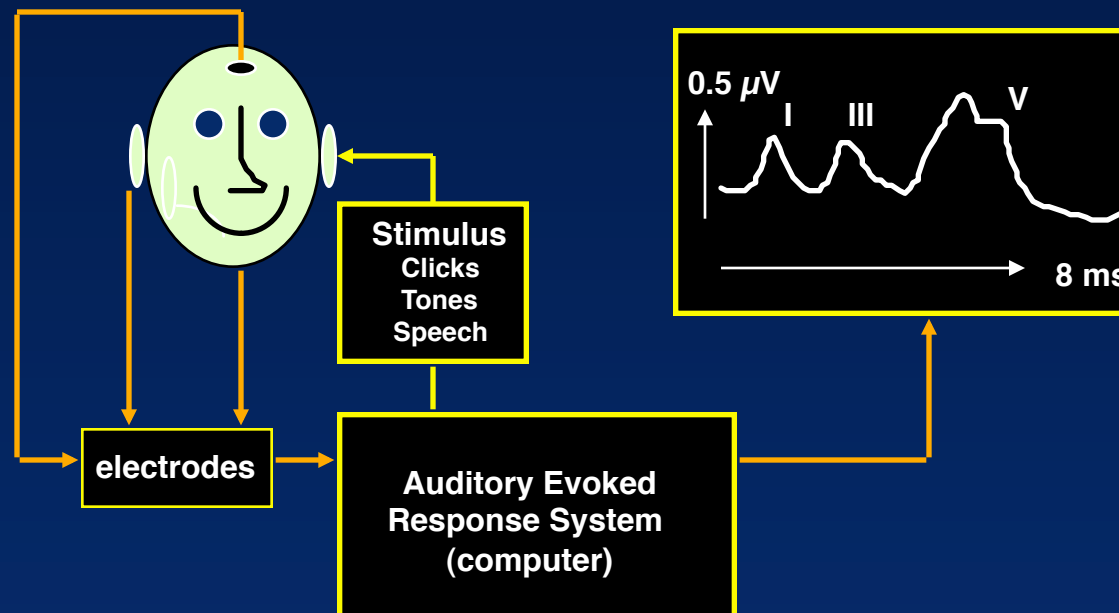 0.5 µV
I
III
V
8 ms
Stimulus
Clicks
Tones
Speech
electrodes
Auditory Evoked
Response System
(computer)